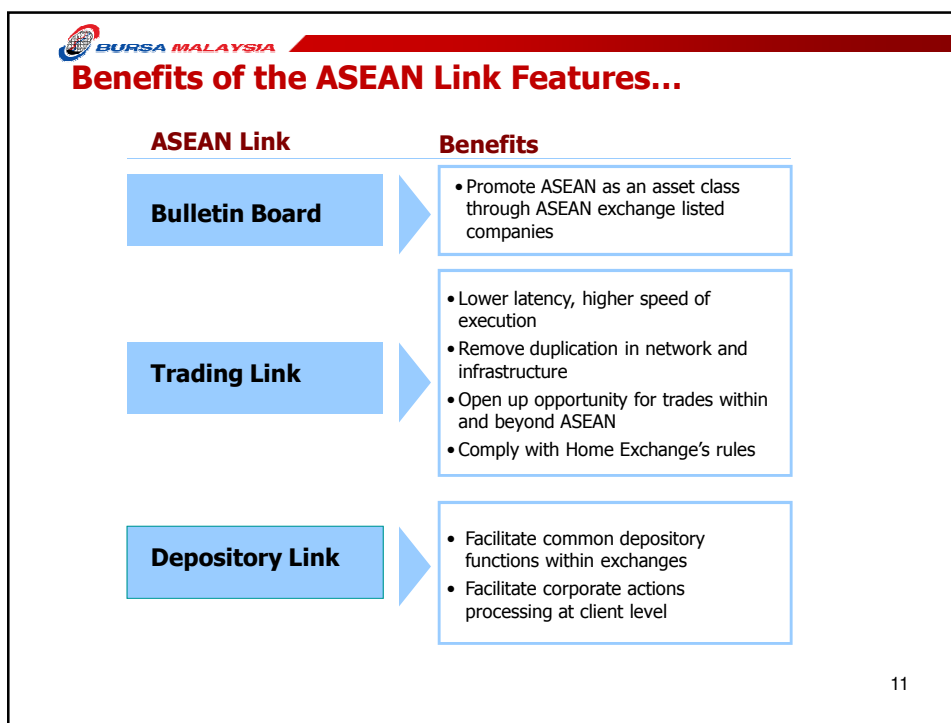 BURSA MALAYSIA
Benefits of the ASEAN Link Features...
ASEAN Link
Benefits
Bulletin Board
• Promote ASEAN as an asset class
through ASEAN exchange listed
companies
Trading Link
• Lower latency, higher speed of
execution
• Remove duplication in network and
infrastructure
• Open up opportunity for trades within
and beyond ASEAN
• Comply with Home Exchange's rules
Depository Link
• Facilitate common depository
functions within exchanges
• Facilitate corporate actions
processing at client level
11